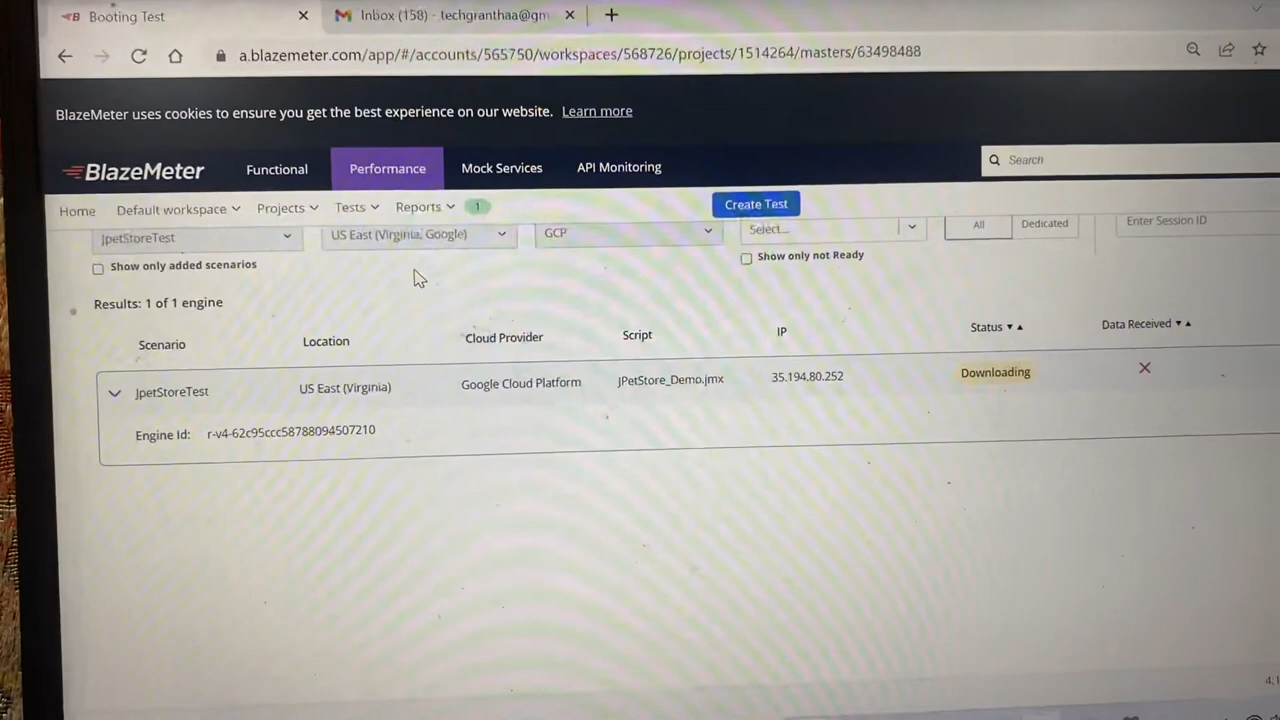 Booting Test
Inbox (158) - techgranthaa@gm
a.blazemeter.com/app/#/accounts/565750/workspaces/568726/projects/1514264/masters/63498488
BlazeMeter uses cookies to ensure you get the best experience on our website. Learn more
BlazeMeter Functional Performance Mock Services API Monitoring Search
Home Default workspace Projects Tests Reports 1 Create Test
JpetStoreTest US East (Virginia, Google) GCP Select... All Dedicated Enter Session ID
Show only added scenarios Show only not Ready
Results: 1 of 1 engine
Scenario Location Cloud Provider Script IP Status Data Received
JpetStoreTest US East (Virginia) Google Cloud Platform JPetStore_Demo.jmx 35.194.80.252 Downloading
Engine Id: r-v4-62c95ccc58788094507210